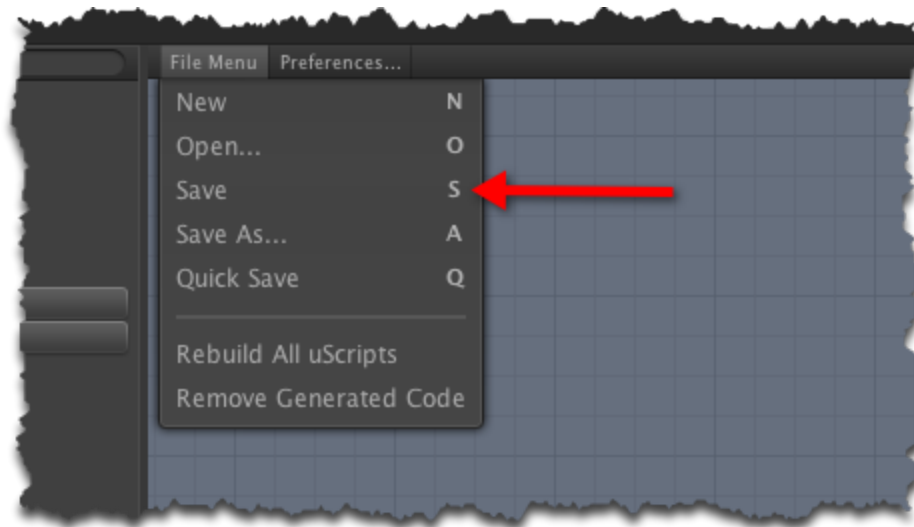 File Menu Preferences...
New N
Open... O
Save S
Save As... A
Quick Save Q
Rebuild All uScripts
Remove Generated Code